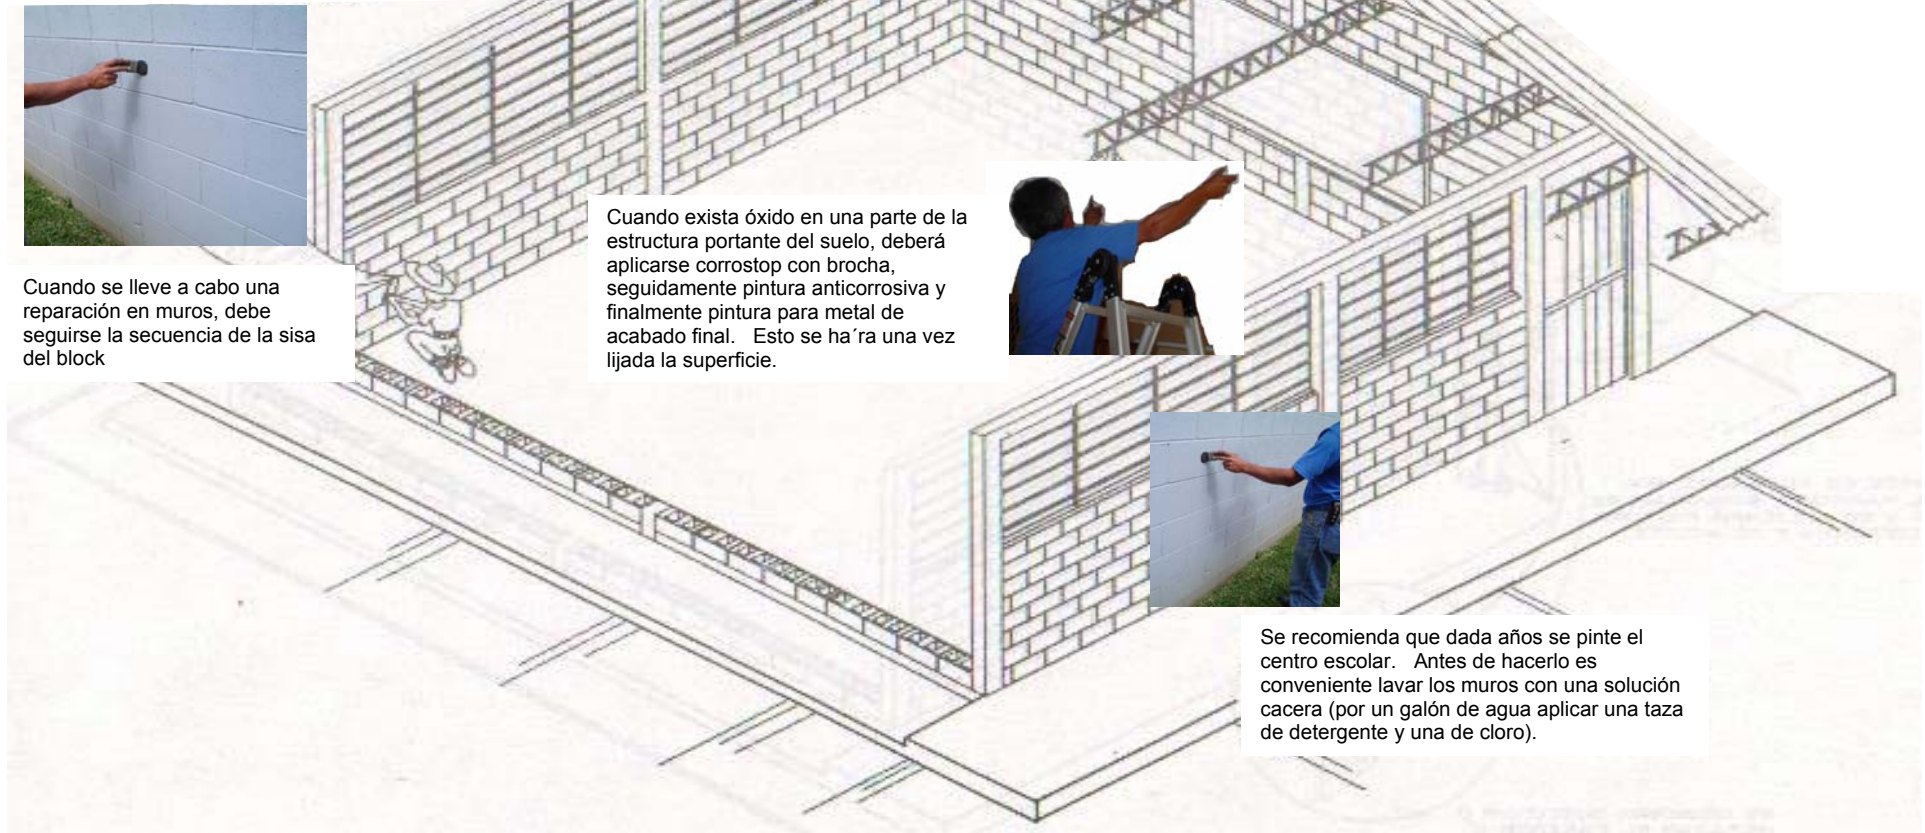 Cuando se lleve a cabo una
reparación en muros, debe
seguirse la secuencia de la sisa
del block
Cuando exista óxido en una parte de la
estructura portante del suelo, deberá
aplicarse corrostop con brocha,
seguidamente pintura anticorrosiva y
finalmente pintura para metal de
acabado final.   Esto se ha´ra una vez
lijada la superficie.
Se recomienda que dada años se pinte el
centro escolar.   Antes de hacerlo es
conveniente lavar los muros con una solución
cacera (por un galón de agua aplicar una taza
de detergente y una de cloro).